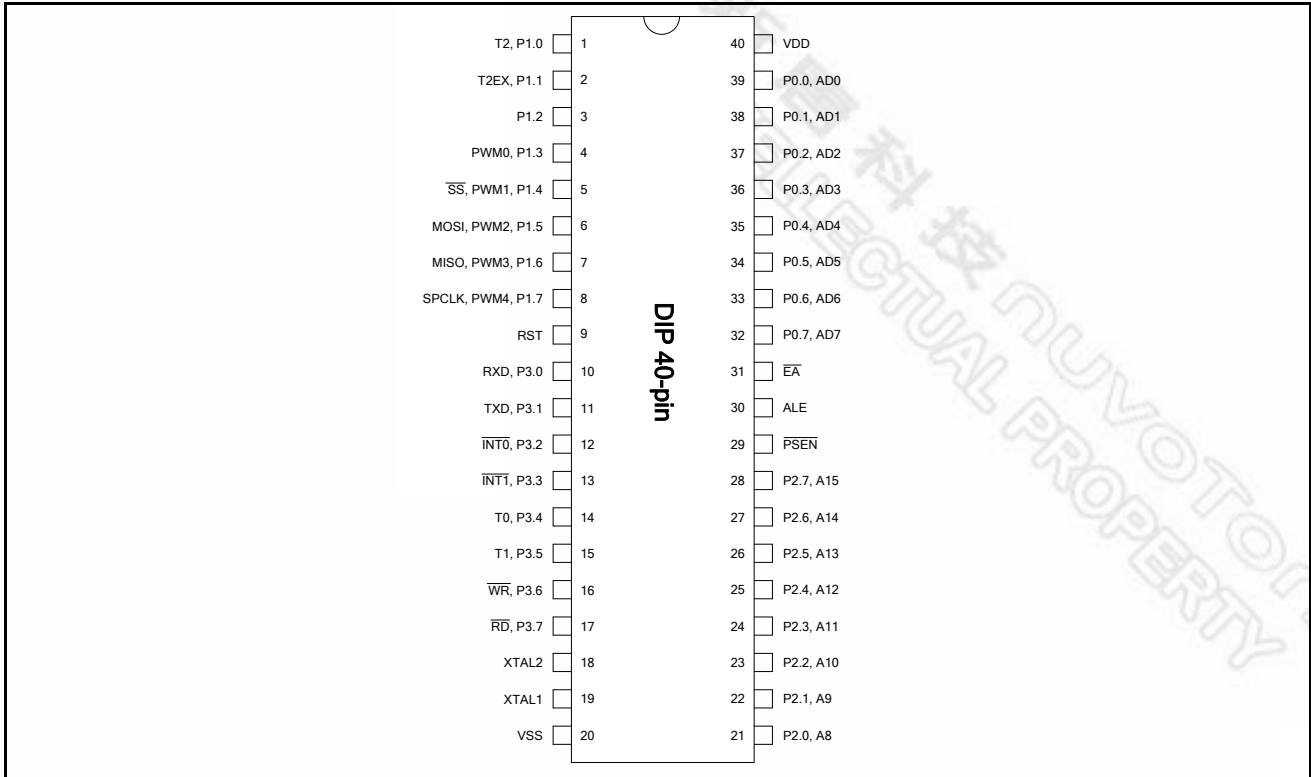 T2, P1.0 1 40 VDD
T2EX, P1.1 2 39 P0.0, AD0
P1.2 3 38 P0.1, AD1
PWM0, P1.3 4 37 P0.2, AD2
S̅S̅, PWM1, P1.4 5 36 P0.3, AD3
MOSI, PWM2, P1.5 6 35 P0.4, AD4
MISO, PWM3, P1.6 7 34 P0.5, AD5
SPCLK, PWM4, P1.7 8 33 P0.6, AD6
RST 9 32 P0.7, AD7
RXD, P3.0 10 31 E̅A̅
TXD, P3.1 11 30 ALE
I̅N̅T̅0̅, P3.2 12 29 P̅S̅E̅N̅
I̅N̅T̅1̅, P3.3 13 28 P2.7, A15
T0, P3.4 14 27 P2.6, A14
T1, P3.5 15 26 P2.5, A13
W̅R̅, P3.6 16 25 P2.4, A12
R̅D̅, P3.7 17 24 P2.3, A11
XTAL2 18 23 P2.2, A10
XTAL1 19 22 P2.1, A9
VSS 20 21 P2.0, A8
DIP 40-pin
科技 nuvoTon
PROPERTY